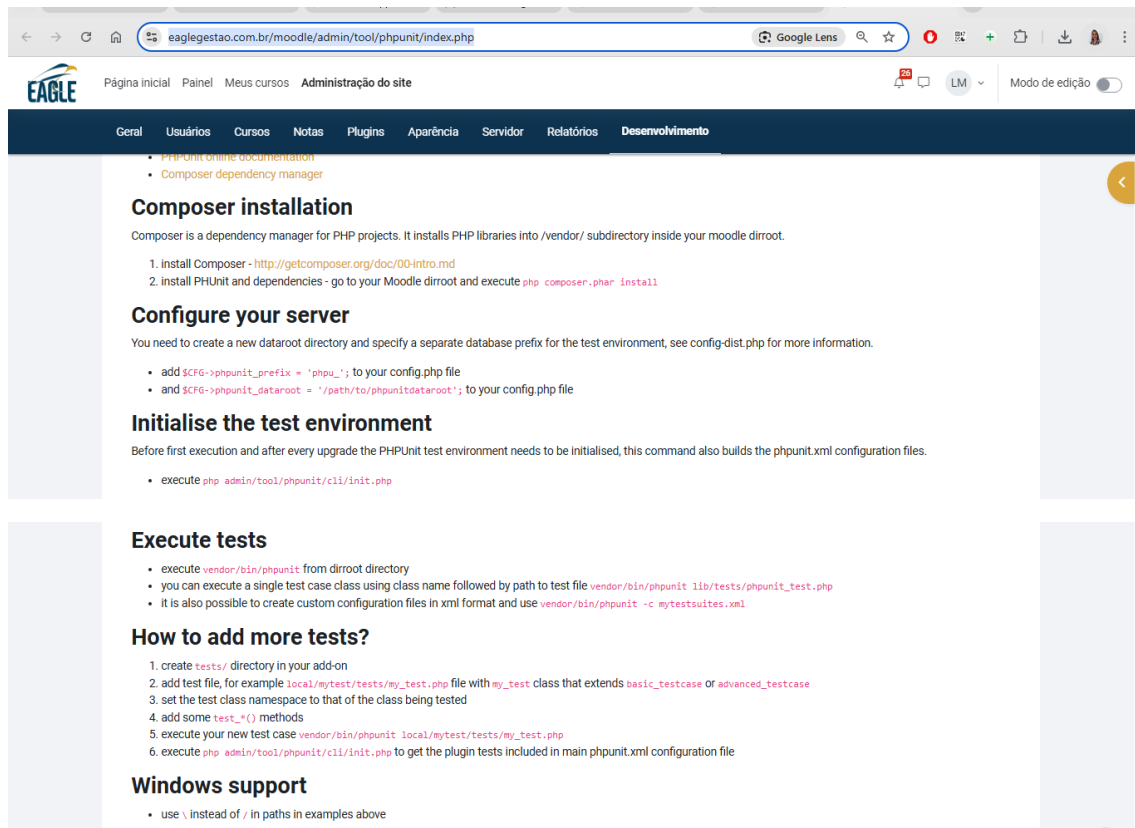 eaglegestao.com.br/moodle/admin/tool/phpunit/index.php
Google Lens
EAGLE
Página inicial Painel Meus cursos Administração do site
26
LM
Modo de edição
Geral Usuários Cursos Notas Plugins Aparência Servidor Relatórios Desenvolvimento
PHPUnit online documentation
Composer dependency manager
Composer installation
Composer is a dependency manager for PHP projects. It installs PHP libraries into /vendor/ subdirectory inside your moodle dirroot.
1. install Composer - http://getcomposer.org/doc/00-intro.md
2. install PHUnit and dependencies - go to your Moodle dirroot and execute php composer.phar install
Configure your server
You need to create a new dataroot directory and specify a separate database prefix for the test environment, see config-dist.php for more information.
add $CFG->phpunit_prefix = 'phpu_'; to your config.php file
and $CFG->phpunit_dataroot = '/path/to/phpunitdataroot'; to your config.php file
Initialise the test environment
Before first execution and after every upgrade the PHPUnit test environment needs to be initialised, this command also builds the phpunit.xml configuration files.
execute php admin/tool/phpunit/cli/init.php
Execute tests
execute vendor/bin/phpunit from dirroot directory
you can execute a single test case class using class name followed by path to test file vendor/bin/phpunit lib/tests/phpunit_test.php
it is also possible to create custom configuration files in xml format and use vendor/bin/phpunit -c mytestsuites.xml
How to add more tests?
1. create tests/ directory in your add-on
2. add test file, for example local/mytest/tests/my_test.php file with my_test class that extends basic_testcase or advanced_testcase
3. set the test class namespace to that of the class being tested
4. add some test_*() methods
5. execute your new test case vendor/bin/phpunit local/mytest/tests/my_test.php
6. execute php admin/tool/phpunit/cli/init.php to get the plugin tests included in main phpunit.xml configuration file
Windows support
use \ instead of / in paths in examples above